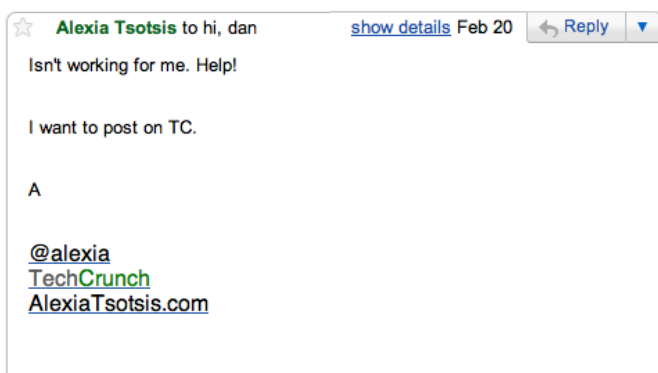 Alexia Tsotsis to hi, dan show details Feb 20 Reply
Isn't working for me. Help!
I want to post on TC.
A
@alexia
TechCrunch
AlexiaTsotsis.com